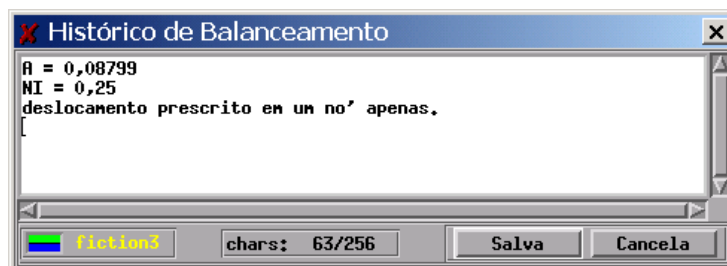 Histórico de Balanceamento
A = 0,08799
NI = 0,25
deslocamento prescrito em um no' apenas.
fiction3 chars: 63/256 Salva Cancela